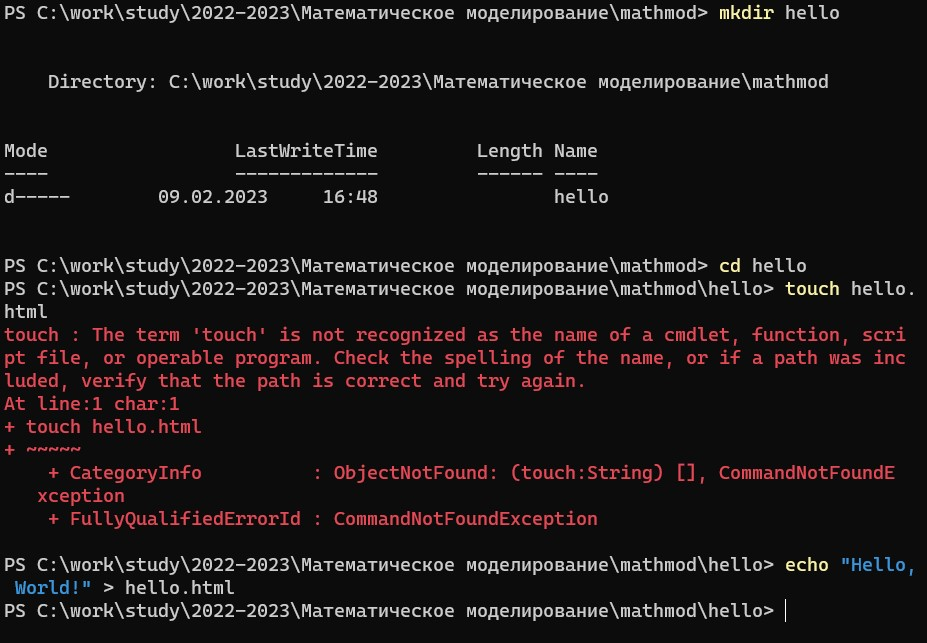 PS C:\work\study\2022-2023\Математическое моделирование\mathmod> mkdir hello
Directory: C:\work\study\2022-2023\Математическое моделирование\mathmod
Mode                 LastWriteTime         Length Name
----                 -------------         ------ ----
d-----        09.02.2023     16:48                hello
PS C:\work\study\2022-2023\Математическое моделирование\mathmod> cd hello
PS C:\work\study\2022-2023\Математическое моделирование\mathmod\hello> touch hello.
html
touch : The term 'touch' is not recognized as the name of a cmdlet, function, scri
pt file, or operable program. Check the spelling of the name, or if a path was inc
luded, verify that the path is correct and try again.
At line:1 char:1
+ touch hello.html
+ ~~~~~
    + CategoryInfo          : ObjectNotFound: (touch:String) [], CommandNotFoundE
   xception
    + FullyQualifiedErrorId : CommandNotFoundException
PS C:\work\study\2022-2023\Математическое моделирование\mathmod\hello> echo "Hello,
 World!" > hello.html
PS C:\work\study\2022-2023\Математическое моделирование\mathmod\hello>